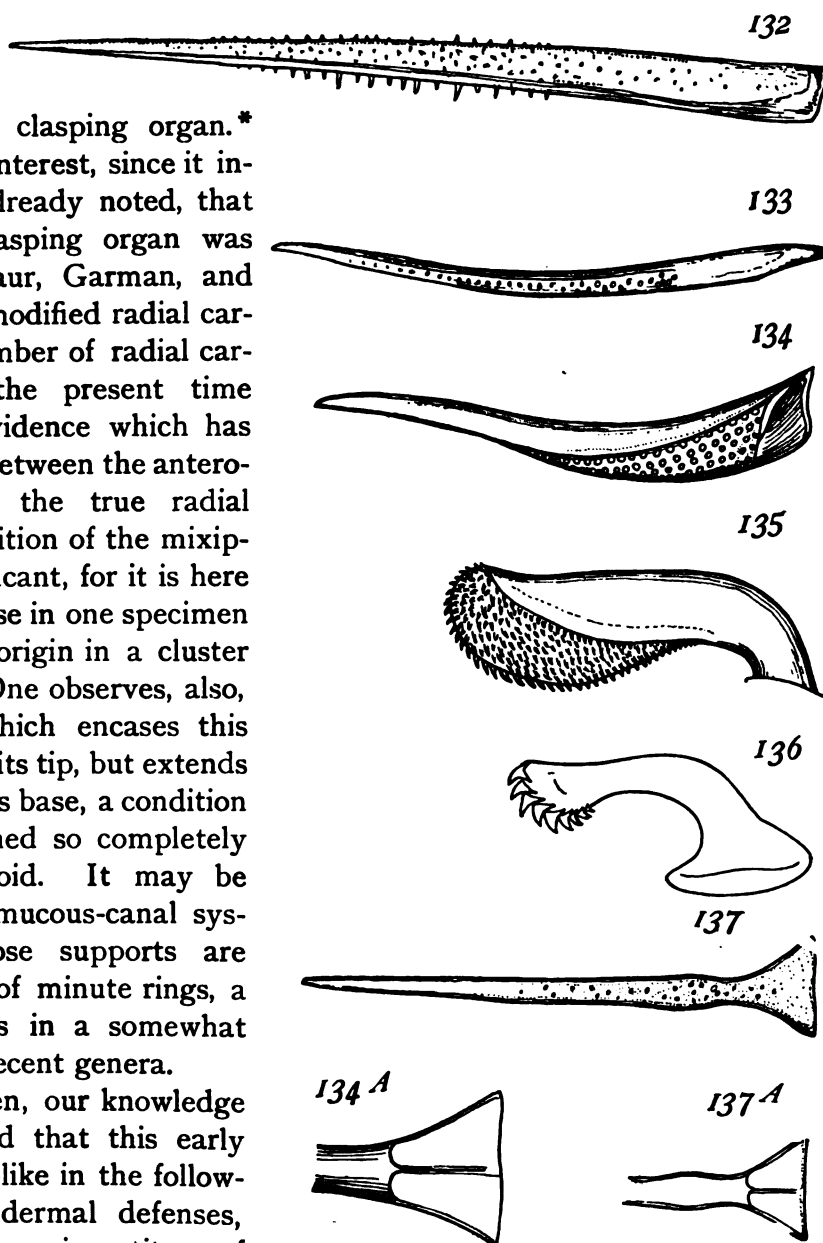 132
clasping organ.*
nterest, since it in-
lready noted, that
asping organ was
aur, Garman, and
nodified radial car-
mber of radial car-
the present time
vidence which has
etween the antero-
the true radial
ition of the mixip-
icant, for it is here
se in one specimen
origin in a cluster
One observes, also,
hich encases this
its tip, but extends
s base, a condition
ned so completely
oid. It may be
mucous-canal sys-
ose supports are
of minute rings, a
s in a somewhat
ecent genera.
en, our knowledge
d that this early
like in the follow-
dermal defenses,
133
134
135
136
137
134 A
137 A